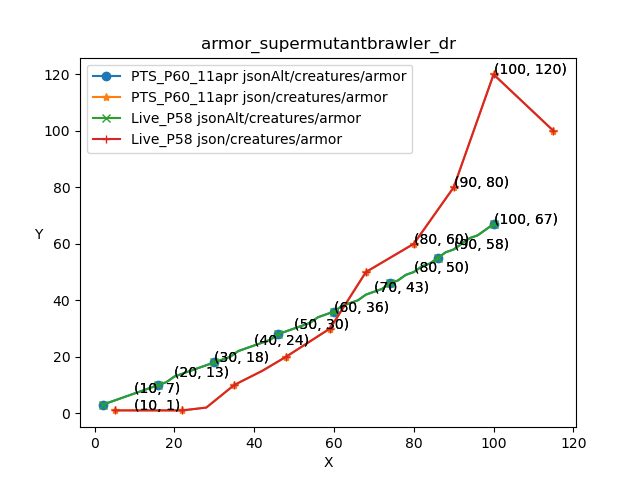 armor_supermutantbrawler_dr
PTS_P60_11apr jsonAlt/creatures/armor
PTS_P60_11apr json/creatures/armor
Live_P58 jsonAlt/creatures/armor
Live_P58 json/creatures/armor
(100, 120)
(90, 80)
(100, 67)
(80, 60)
(90, 58)
(80, 50)
(70, 43)
(60, 36)
(50, 30)
(40, 24)
(30, 18)
(20, 13)
(10, 7)
(10, 1)
120
100
80
60
40
20
0
Y
0 20 40 60 80 100 120
X